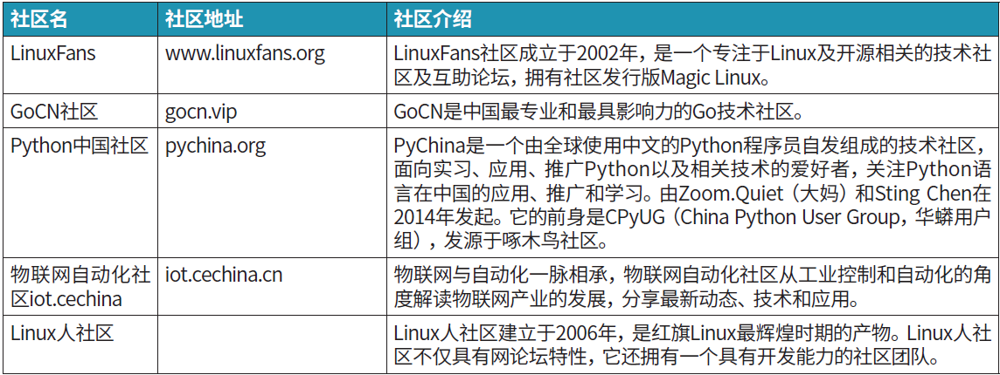 社区名 社区地址 社区介绍
LinuxFans www.linuxfans.org LinuxFans社区成立于2002年，是一个专注于Linux及开源相关的技术社
区及互助论坛，拥有社区发行版Magic Linux。
GoCN社区 gocn.vip GoCN是中国最专业和最具影响力的Go技术社区。
Python中国社区 pychina.org PyChina是一个由全球使用中文的Python程序员自发组成的技术社区，
面向实习、应用、推广Python以及相关技术的爱好者，关注Python语
言在中国的应用、推广和学习。由Zoom.Quiet（大妈）和Sting Chen在
2014年发起。它的前身是CPyUG（China Python User Group，华蟒用户
组），发源于啄木鸟社区。
物联网自动化社 iot.cechina.cn 物联网与自动化一脉相承，物联网自动化社区从工业控制和自动化的角
区iot.cechina 度解读物联网产业的发展，分享最新动态、技术和应用。
Linux人社区 Linux人社区建立于2006年，是红旗Linux最辉煌时期的产物。Linux人社
区不仅具有网论坛特性，它还拥有一个具有开发能力的社区团队。